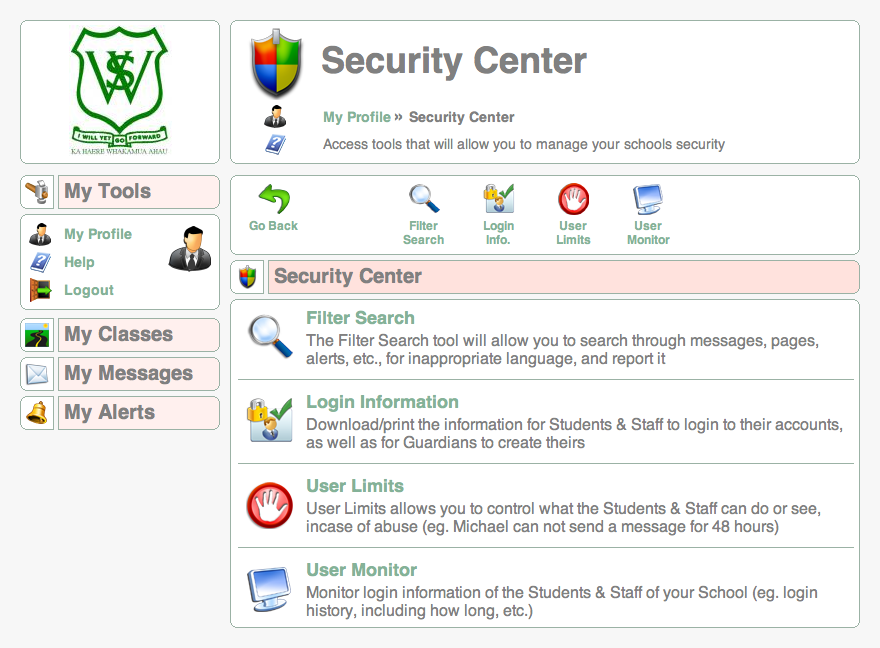 WSV
I WILL YET GO FORWARD
KA HAERE WHAKAMUA AHAU
Security Center
My Profile » Security Center
Access tools that will allow you to manage your schools security
My Tools
My Profile
Help
Logout
My Classes
My Messages
My Alerts
Go Back
Filter
Search
Login
Info.
User
Limits
User
Monitor
Security Center
Filter Search
The Filter Search tool will allow you to search through messages, pages,
alerts, etc., for inappropriate language, and report it
Login Information
Download/print the information for Students & Staff to login to their accounts,
as well as for Guardians to create theirs
User Limits
User Limits allows you to control what the Students & Staff can do or see,
incase of abuse (eg. Michael can not send a message for 48 hours)
User Monitor
Monitor login information of the Students & Staff of your School (eg. login
history, including how long, etc.)